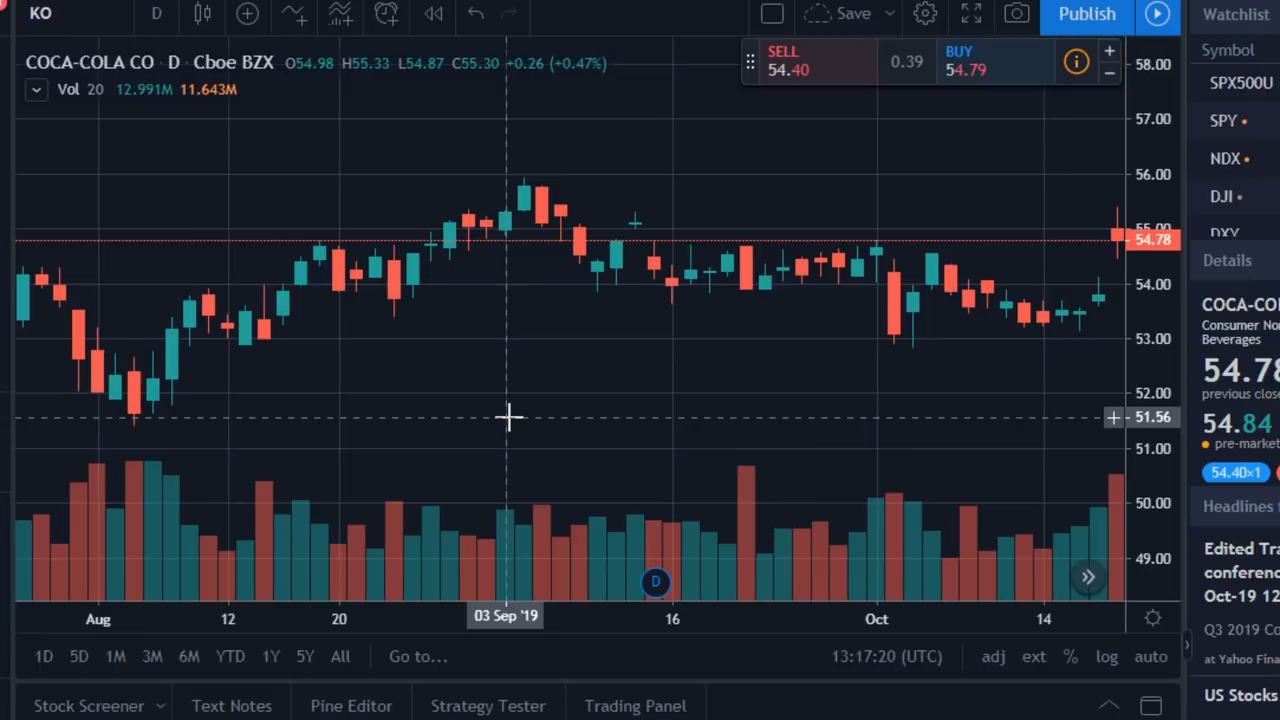 KO D Save Publish Watchlist
COCA-COLA CO · D · Cboe BZX O54.98 H55.33 L54.87 C55.30 +0.26 (+0.47%)
Vol 20 12.991M 11.643M
SELL
54.40
0.39
BUY
54.79
58.00
57.00
56.00
55.00
54.78
54.00
53.00
52.00
51.56
51.00
50.00
49.00
D
Aug 12 20 03 Sep '19 16 Oct 14
1D 5D 1M 3M 6M YTD 1Y 5Y All Go to... 13:17:20 (UTC) adj ext % log auto
Stock Screener Text Notes Pine Editor Strategy Tester Trading Panel
Symbol
SPX500U
SPY
NDX
DJI
DXY
Details
COCA-CO
Consumer Non
Beverages
54.78
previous close
54.84
pre-market
54.40×1
Headlines f
Edited Tra
conference
Oct-19 12
Q3 2019 Co
at Yahoo Fina
US Stocks